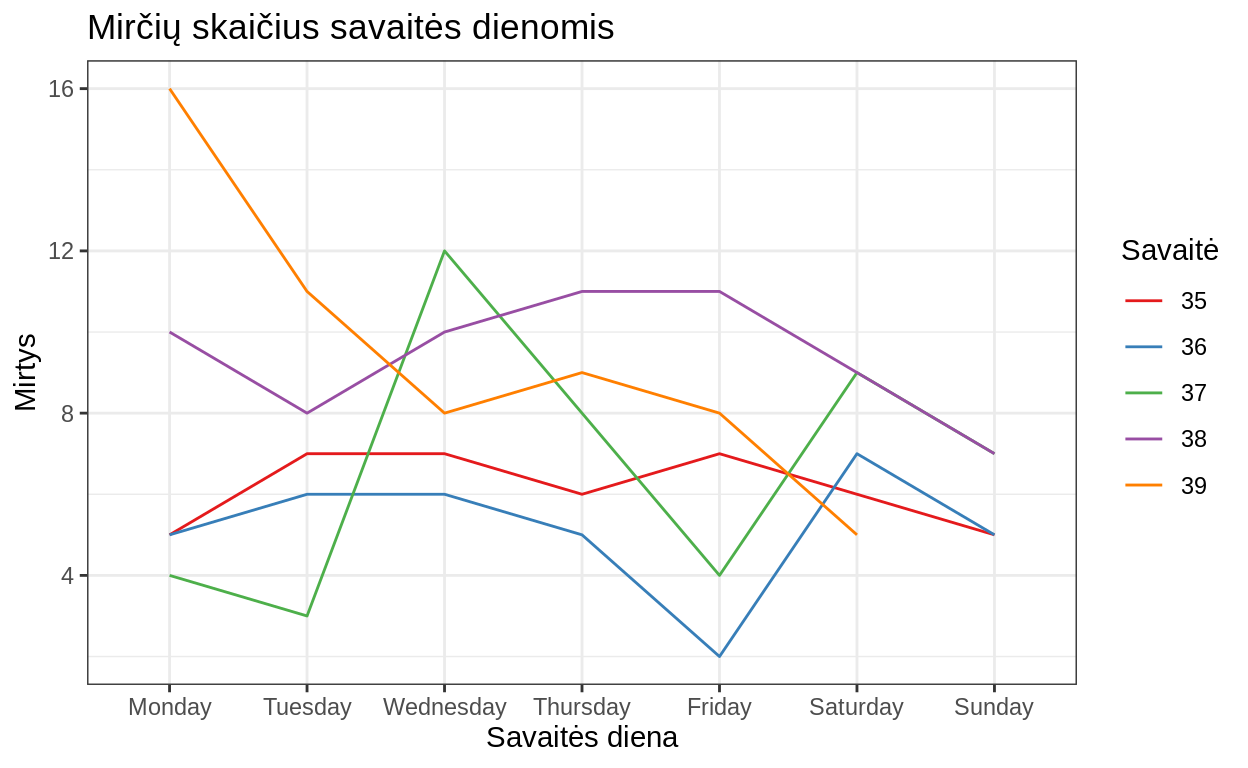 Mirčių skaičius savaitės dienomis
16
12
8
4
Mirtys
Monday Tuesday Wednesday Thursday Friday Saturday Sunday
Savaitės diena
Savaitė
35
36
37
38
39